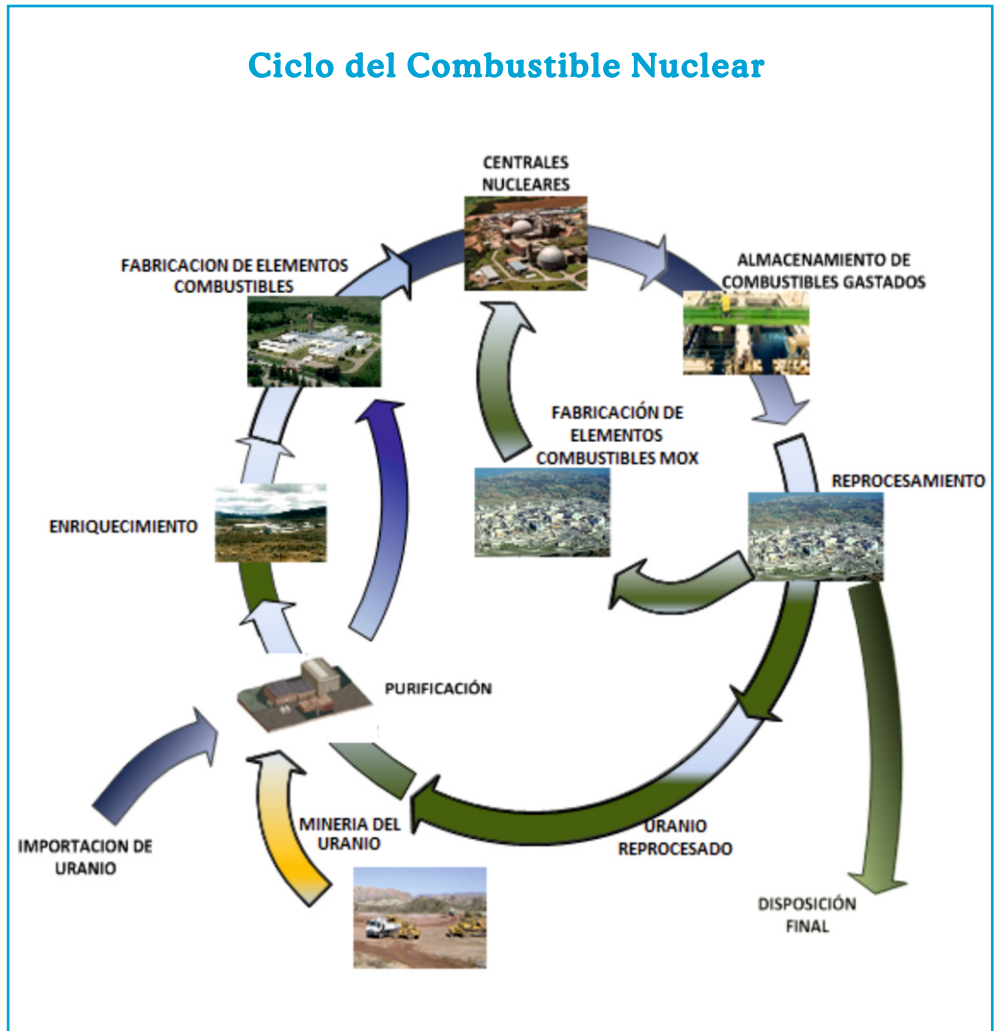 Ciclo del Combustible Nuclear
CENTRALES
NUCLEARES
FABRICACION DE ELEMENTOS
COMBUSTIBLES
ALMACENAMIENTO DE
COMBUSTIBLES GASTADOS
FABRICACIÓN DE
ELEMENTOS
COMBUSTIBLES MOX
REPROCESAMIENTO
ENRIQUECIMIENTO
PURIFICACIÓN
IMPORTACION DE
URANIO
MINERIA DEL
URANIO
URANIO
REPROCESADO
DISPOSICIÓN
FINAL